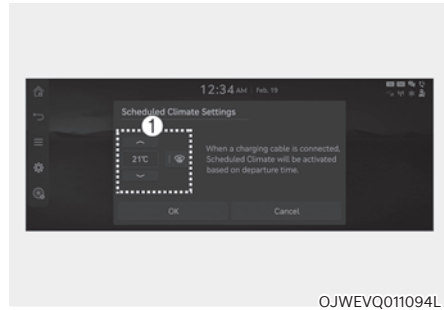 12:34 AM | Feb. 19
Scheduled Climate Settings
1
21℃
When a charging cable is connected,
Scheduled Climate will be activated
based on departure time.
OK
Cancel
OJWEVQ011094L